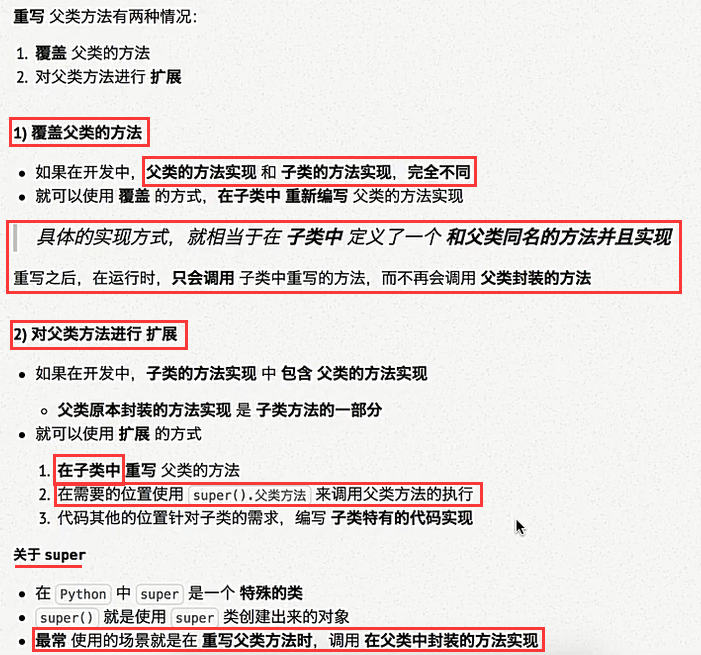 重写 父类方法有两种情况：
1. 覆盖 父类的方法
2. 对父类方法进行 扩展
1) 覆盖父类的方法
• 如果在开发中，父类的方法实现 和 子类的方法实现，完全不同
• 就可以使用 覆盖 的方式，在子类中 重新编写 父类的方法实现
具体的实现方式，就相当于在 子类中 定义了一个 和父类同名的方法并且实现
重写之后，在运行时，只会调用 子类中重写的方法，而不再会调用 父类封装的方法
2) 对父类方法进行 扩展
• 如果在开发中，子类的方法实现 中 包含 父类的方法实现
○ 父类原本封装的方法实现 是 子类方法的一部分
• 就可以使用 扩展 的方式
1. 在子类中 重写 父类的方法
2. 在需要的位置使用 super().父类方法 来调用父类方法的执行
3. 代码其他的位置针对子类的需求，编写 子类特有的代码实现
关于 super
• 在 Python 中 super 是一个 特殊的类
• super() 就是使用 super 类创建出来的对象
• 最常 使用的场景就是在 重写父类方法时，调用 在父类中封装的方法实现